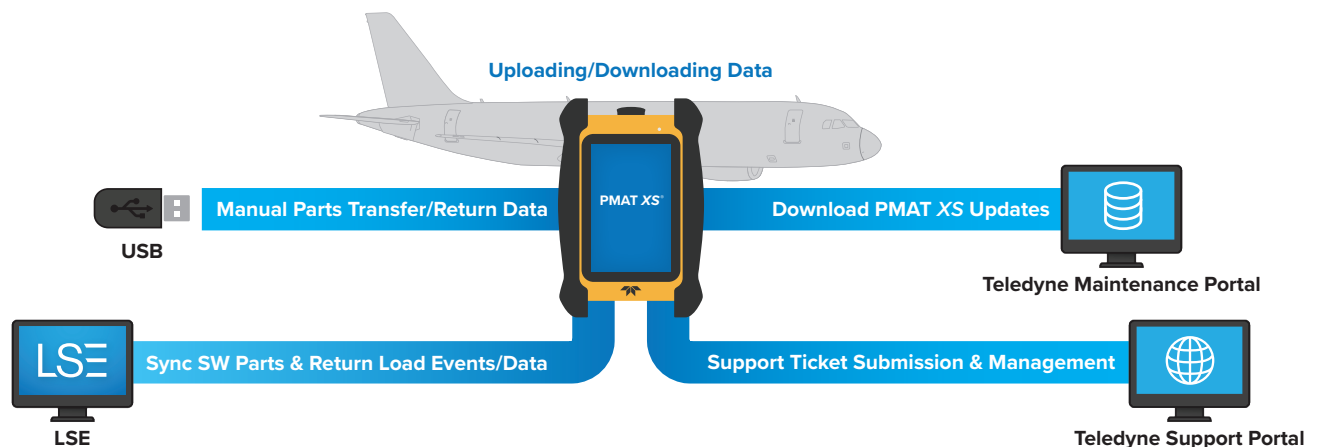 Uploading/Downloading Data
Manual Parts Transfer/Return Data
PMAT XS®
Download PMAT XS Updates
USB
Teledyne Maintenance Portal
LSE
Sync SW Parts & Return Load Events/Data
Support Ticket Submission & Management
LSE
Teledyne Support Portal